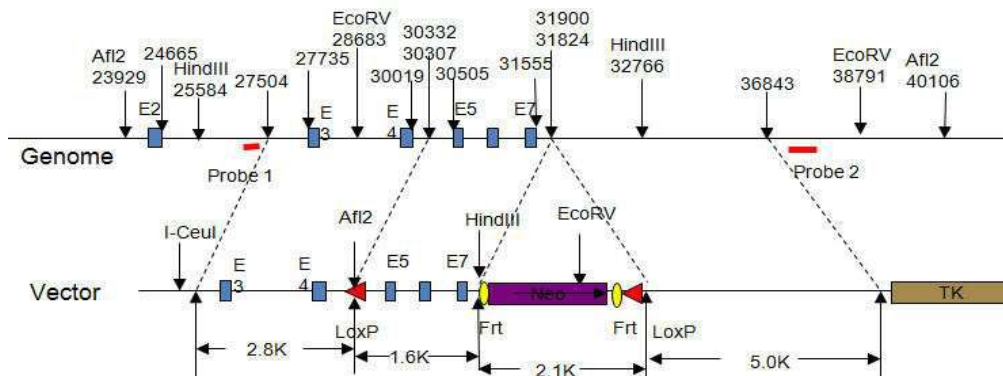 Afl2
23929
24665
HindIII
25584
27504
27735
EcoRV
28683
30019
30332
30307
30505
31555
31900
31824
HindIII
32766
36843
EcoRV
38791
Afl2
40106
E2
E
3
E
4
E5
E7
Genome
Probe 1
Probe 2
I-CeuI
Afl2
HindIII
EcoRV
E
3
E
4
E5
E7
Vector
Neo
TK
LoxP
Frt
Frt
LoxP
2.8K
1.6K
2.1K
5.0K